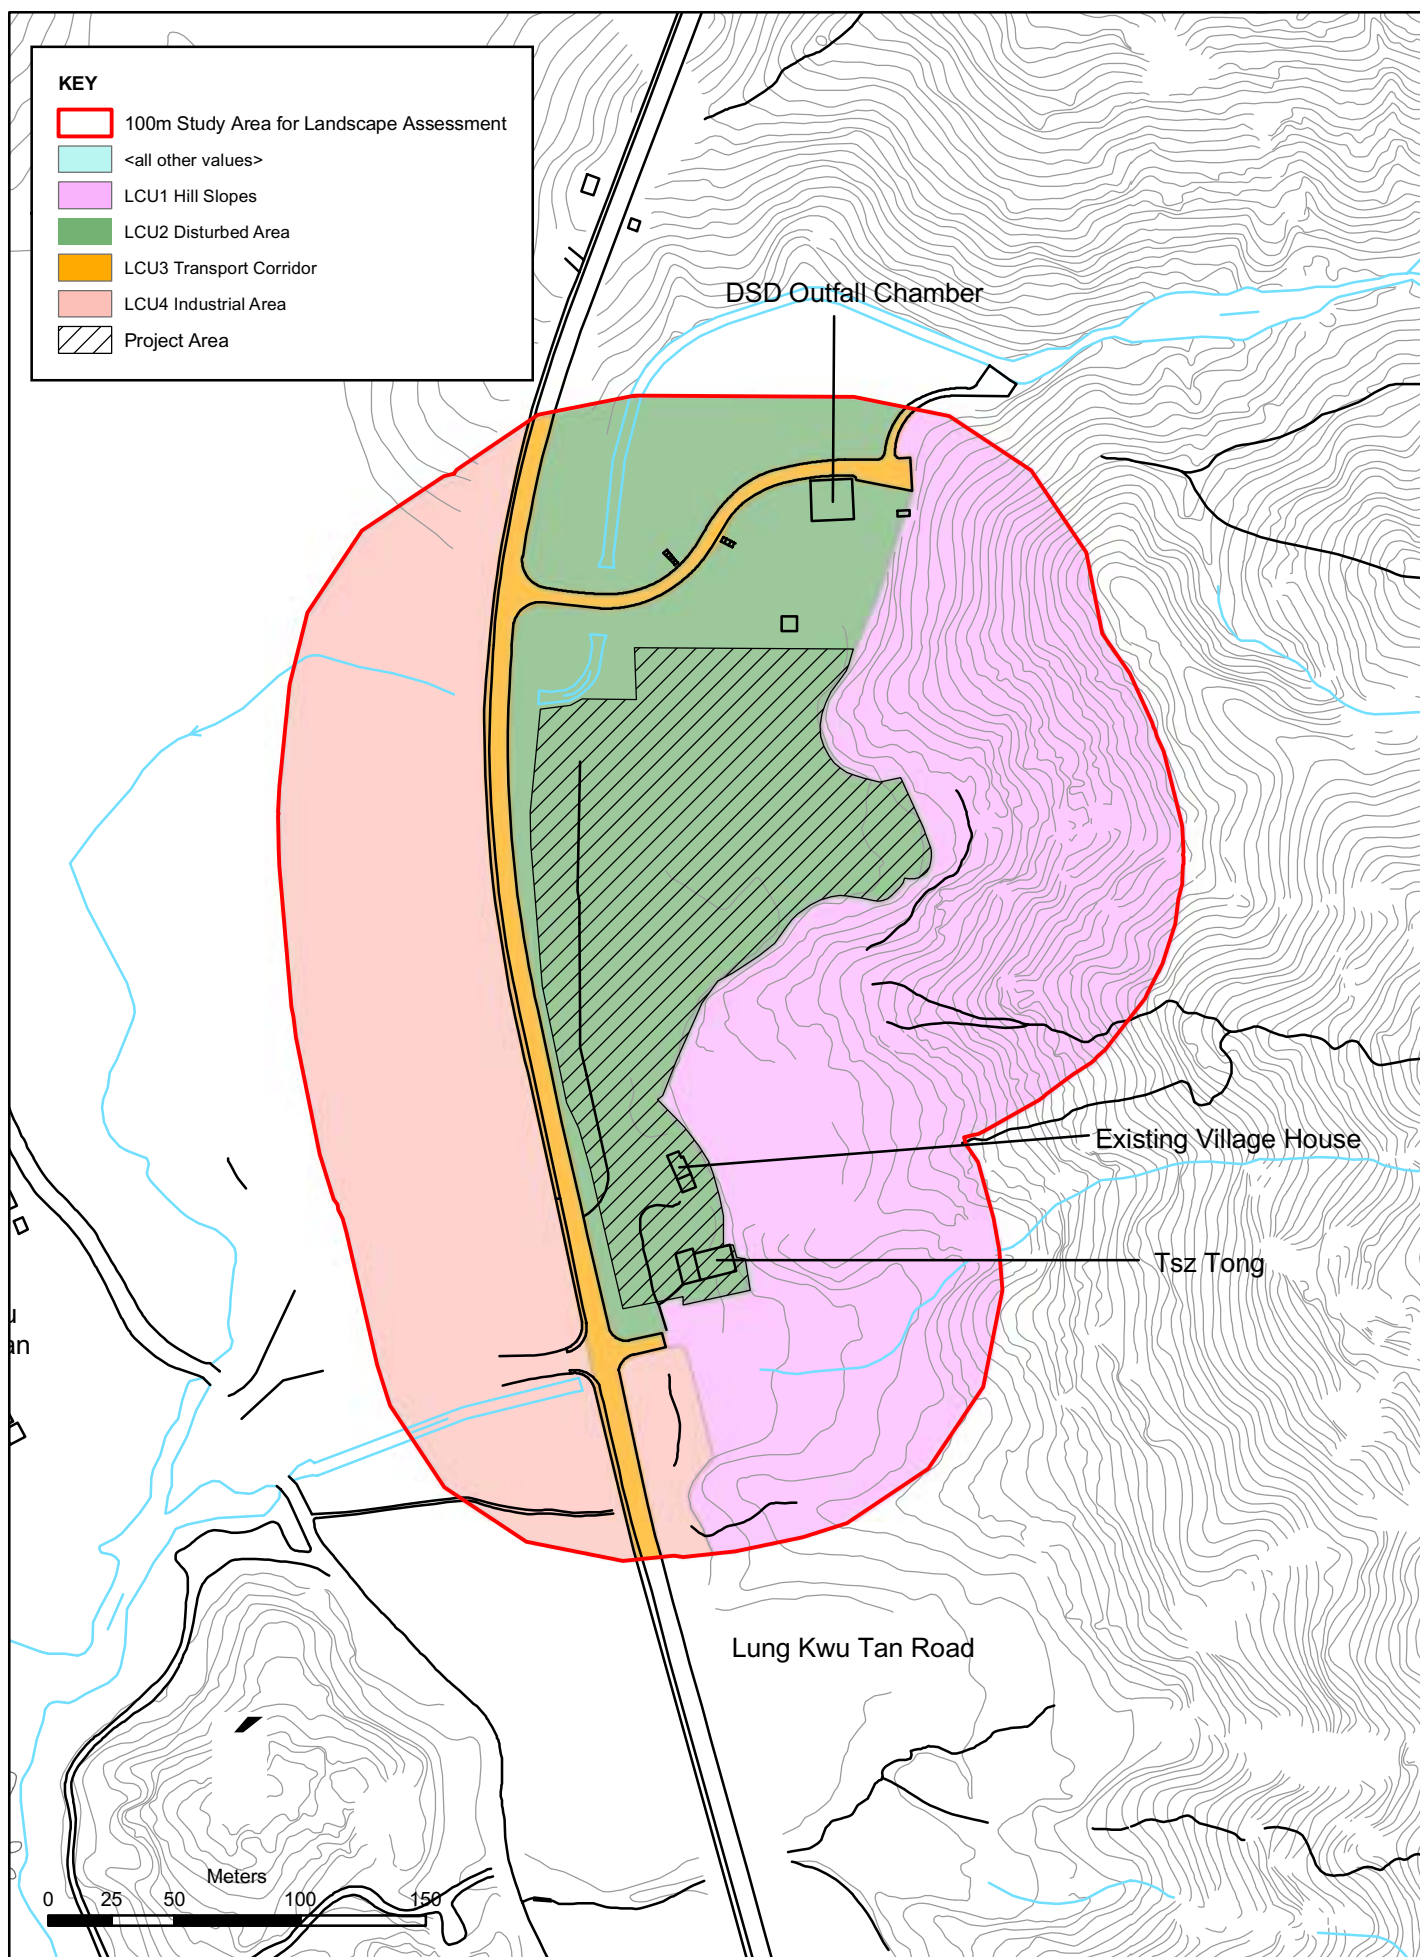 KEY
100m Study Area for Landscape Assessment
<all other values>
LCU1 Hill Slopes
LCU2 Disturbed Area
LCU3 Transport Corridor
LCU4 Industrial Area
Project Area
DSD Outfall Chamber
Existing Village House
Tsz Tong
u
an
Lung Kwu Tan Road
Meters
0 25 50 100 150